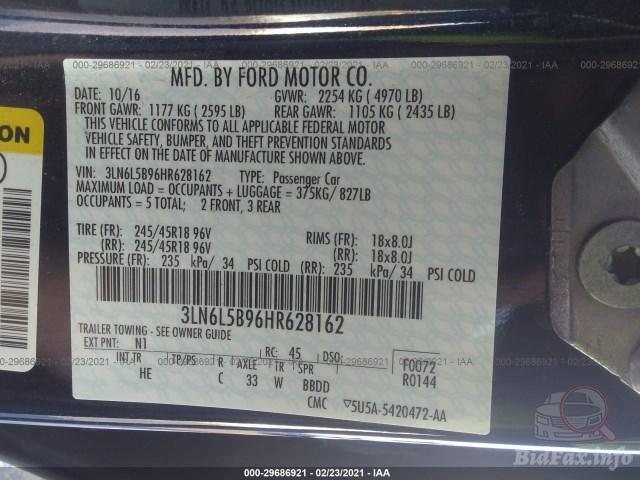 000-29686921 - 02/23/2021 - IAA
MFD. BY FORD MOTOR CO.
DATE: 10/16 GVWR: 2254 KG ( 4970 LB)
FRONT GAWR: 1177 KG ( 2595 LB) REAR GAWR: 1105 KG ( 2435 LB)
THIS VEHICLE CONFORMS TO ALL APPLICABLE FEDERAL MOTOR
VEHICLE SAFETY, BUMPER, AND THEFT PREVENTION STANDARDS
IN EFFECT ON THE DATE OF MANUFACTURE SHOWN ABOVE.
VIN: 3LN6L5B96HR628162 TYPE: Passenger Car
MAXIMUM LOAD = OCCUPANTS + LUGGAGE = 375KG/ 827LB
OCCUPANTS = 5 TOTAL; 2 FRONT, 3 REAR
TIRE (FR): 245/45R18 96V RIMS (FR): 18x8.0J
(RR): 245/45R18 96V (RR): 18x8.0J
PRESSURE (FR): 235 kPa/ 34 PSI COLD (RR): 235 kPa/ 34 PSI COLD
3LN6L5B96HR628162
TRAILER TOWING - SEE OWNER GUIDE
EXT PNT: N1 RC: 45 DSO: F0072
INT TR TP/PS R AXLE TR SPR R0144
HE C 33 W BBDD
CMC ▽5U5A-5420472-AA
ON
BidFax.info
000-29686921 - 02/23/2021 - IAA